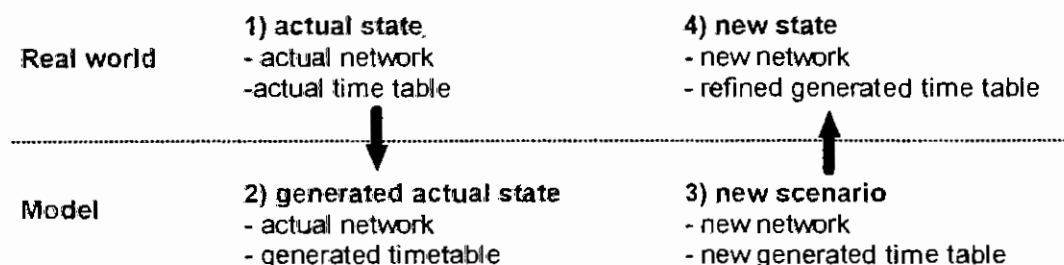 1) actual state
4) new state
Real world
- actual network
- new network
-actual time table
- refined generated time table
2) generated actual state
3) new scenario
Model
- actual network
- new network
- generated timetable
- new generated time table